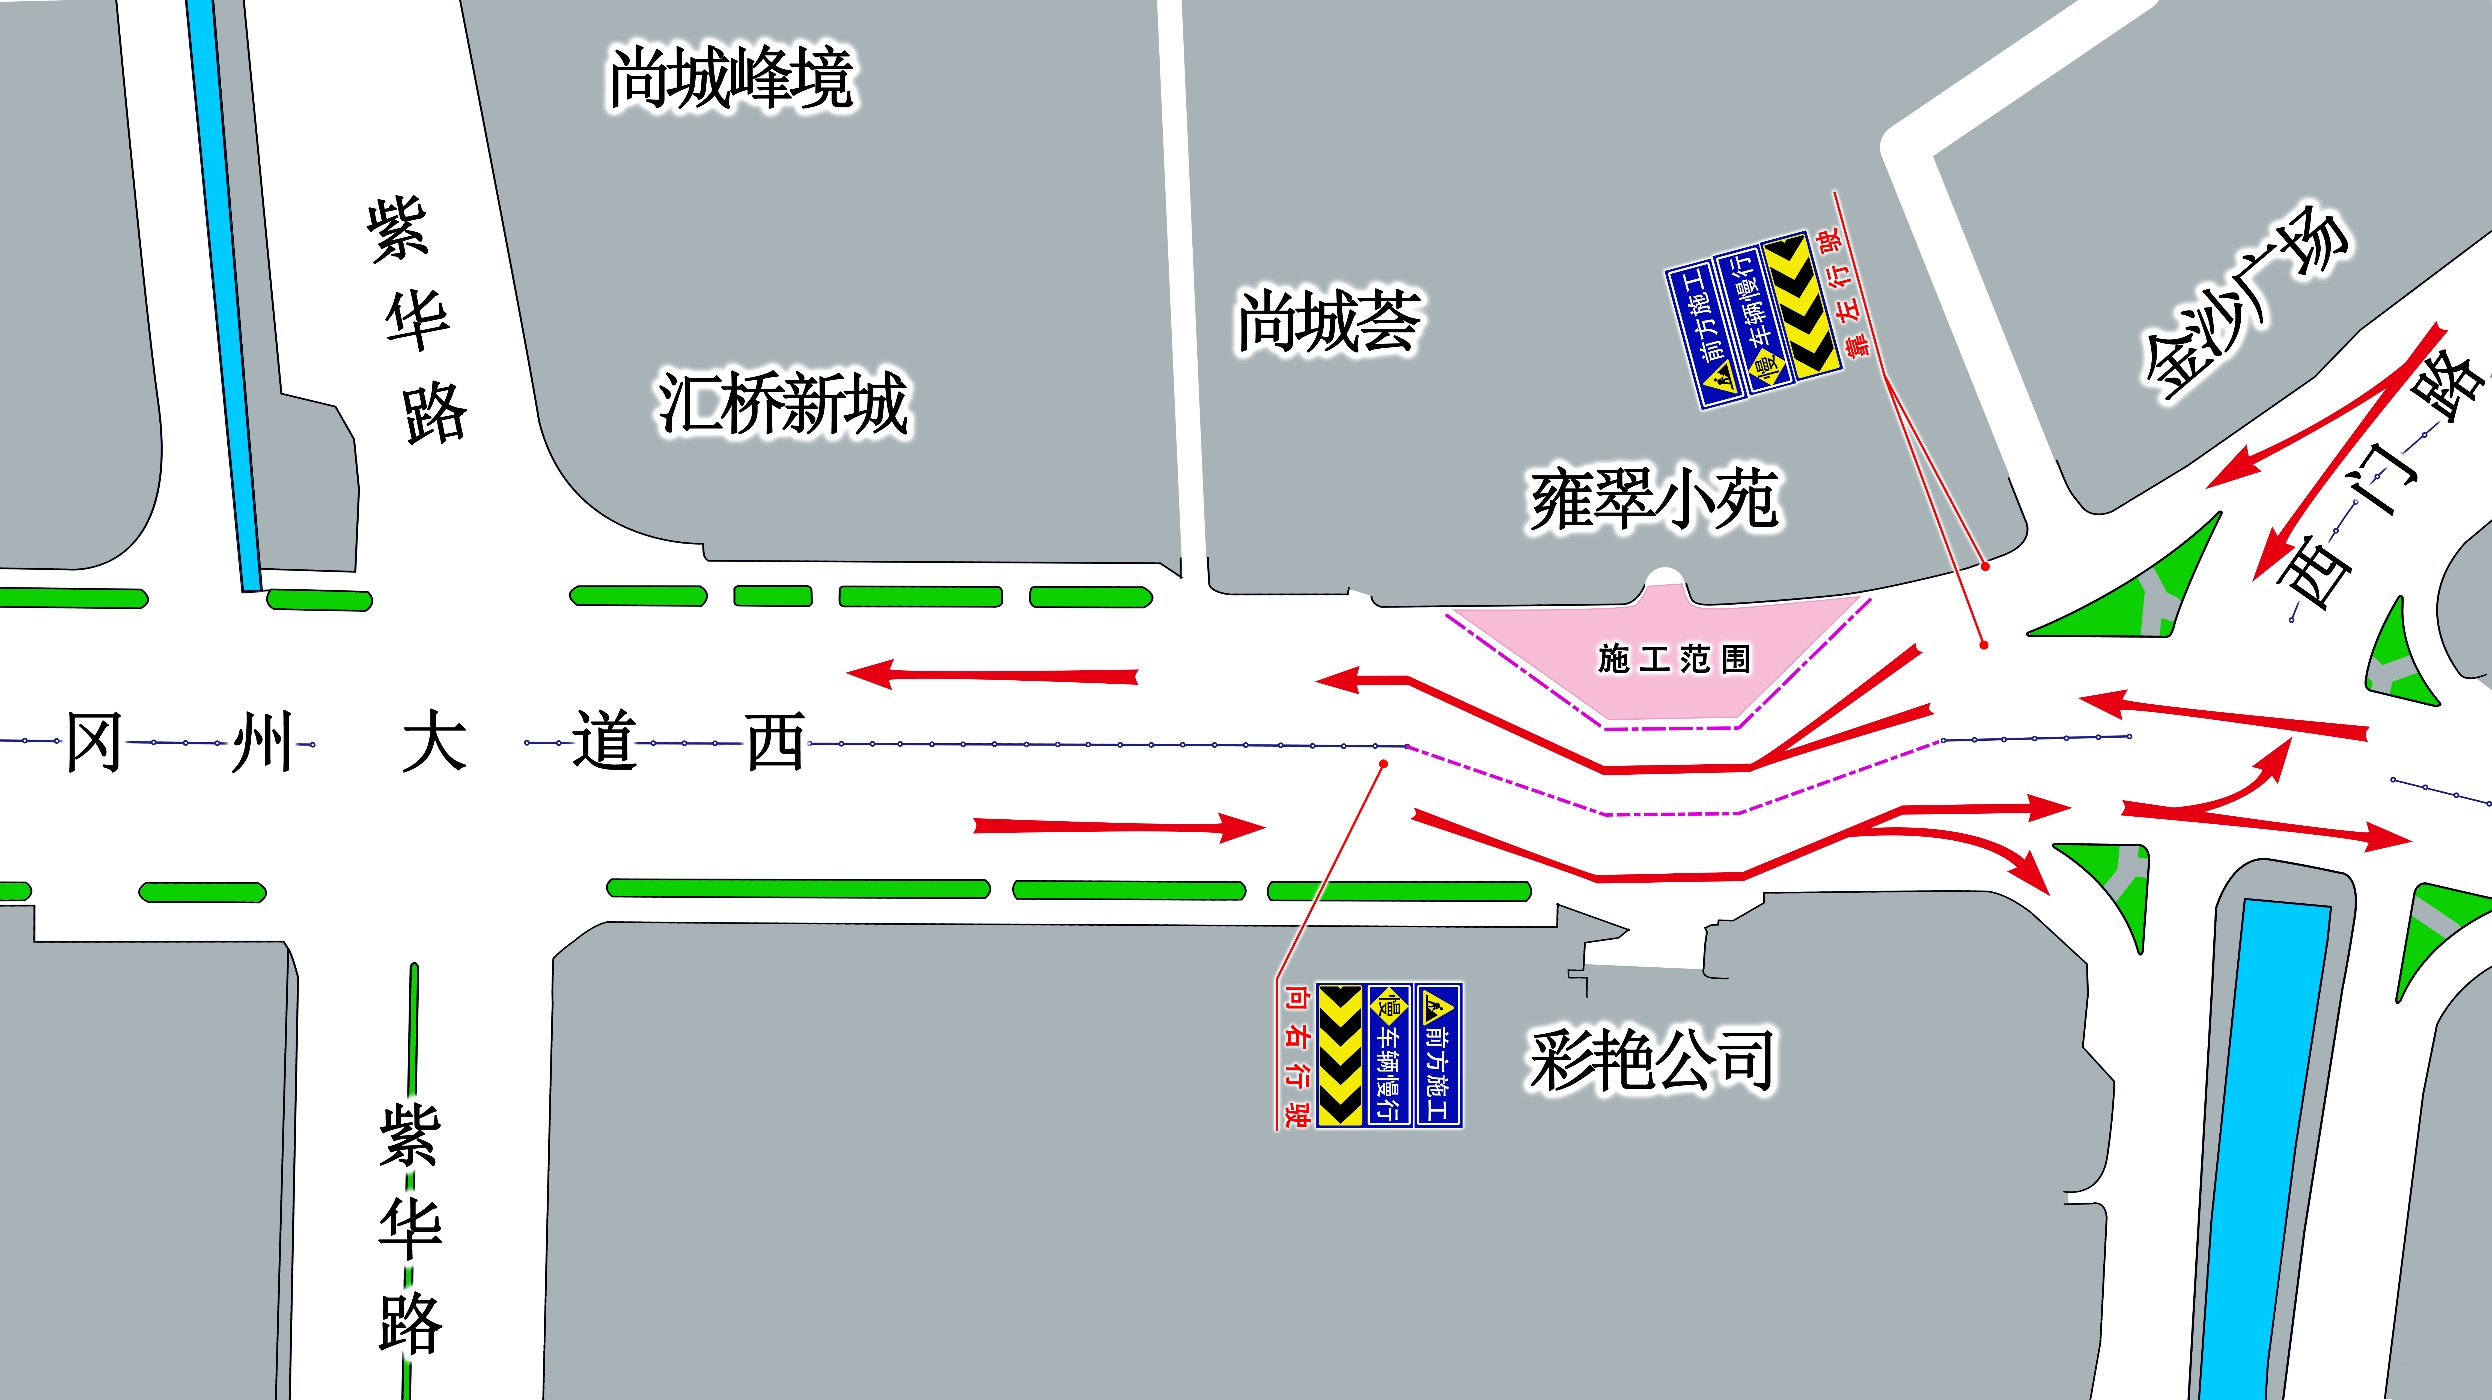 尚城峰境
紫华路
汇桥新城
尚城荟
前方施工
慢 车辆慢行
靠左行驶
雍翠小苑
金沙广场
西门路
施工范围
冈州大道西
向右行驶
慢 车辆慢行
前方施工
彩艳公司
紫华路